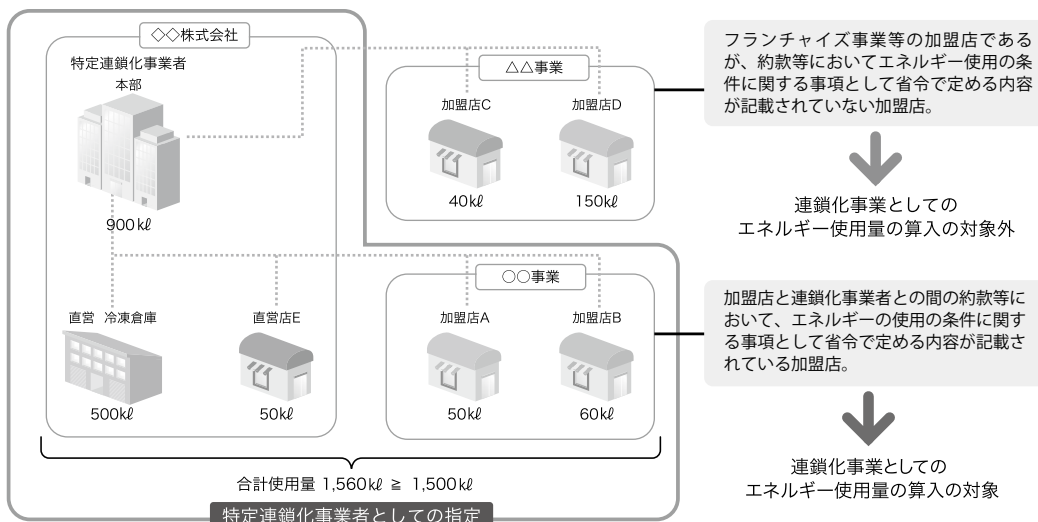 ◇◇株式会社
特定連鎖化事業者
本部
900kℓ
直営 冷凍倉庫
500kℓ
直営店E
50kℓ
△△事業
加盟店C
40kℓ
加盟店D
150kℓ
○○事業
加盟店A
50kℓ
加盟店B
60kℓ
合計使用量 1,560kℓ ≧ 1,500kℓ
特定連鎖化事業者としての指定
フランチャイズ事業等の加盟店である
が、約款等においてエネルギー使用の条
件に関する事項として省令で定める内容
が記載されていない加盟店。
連鎖化事業としての
エネルギー使用量の算入の対象外
加盟店と連鎖化事業者との間の約款等に
おいて、エネルギーの使用の条件に関す
る事項として省令で定める内容が記載さ
れている加盟店。
連鎖化事業としての
エネルギー使用量の算入の対象